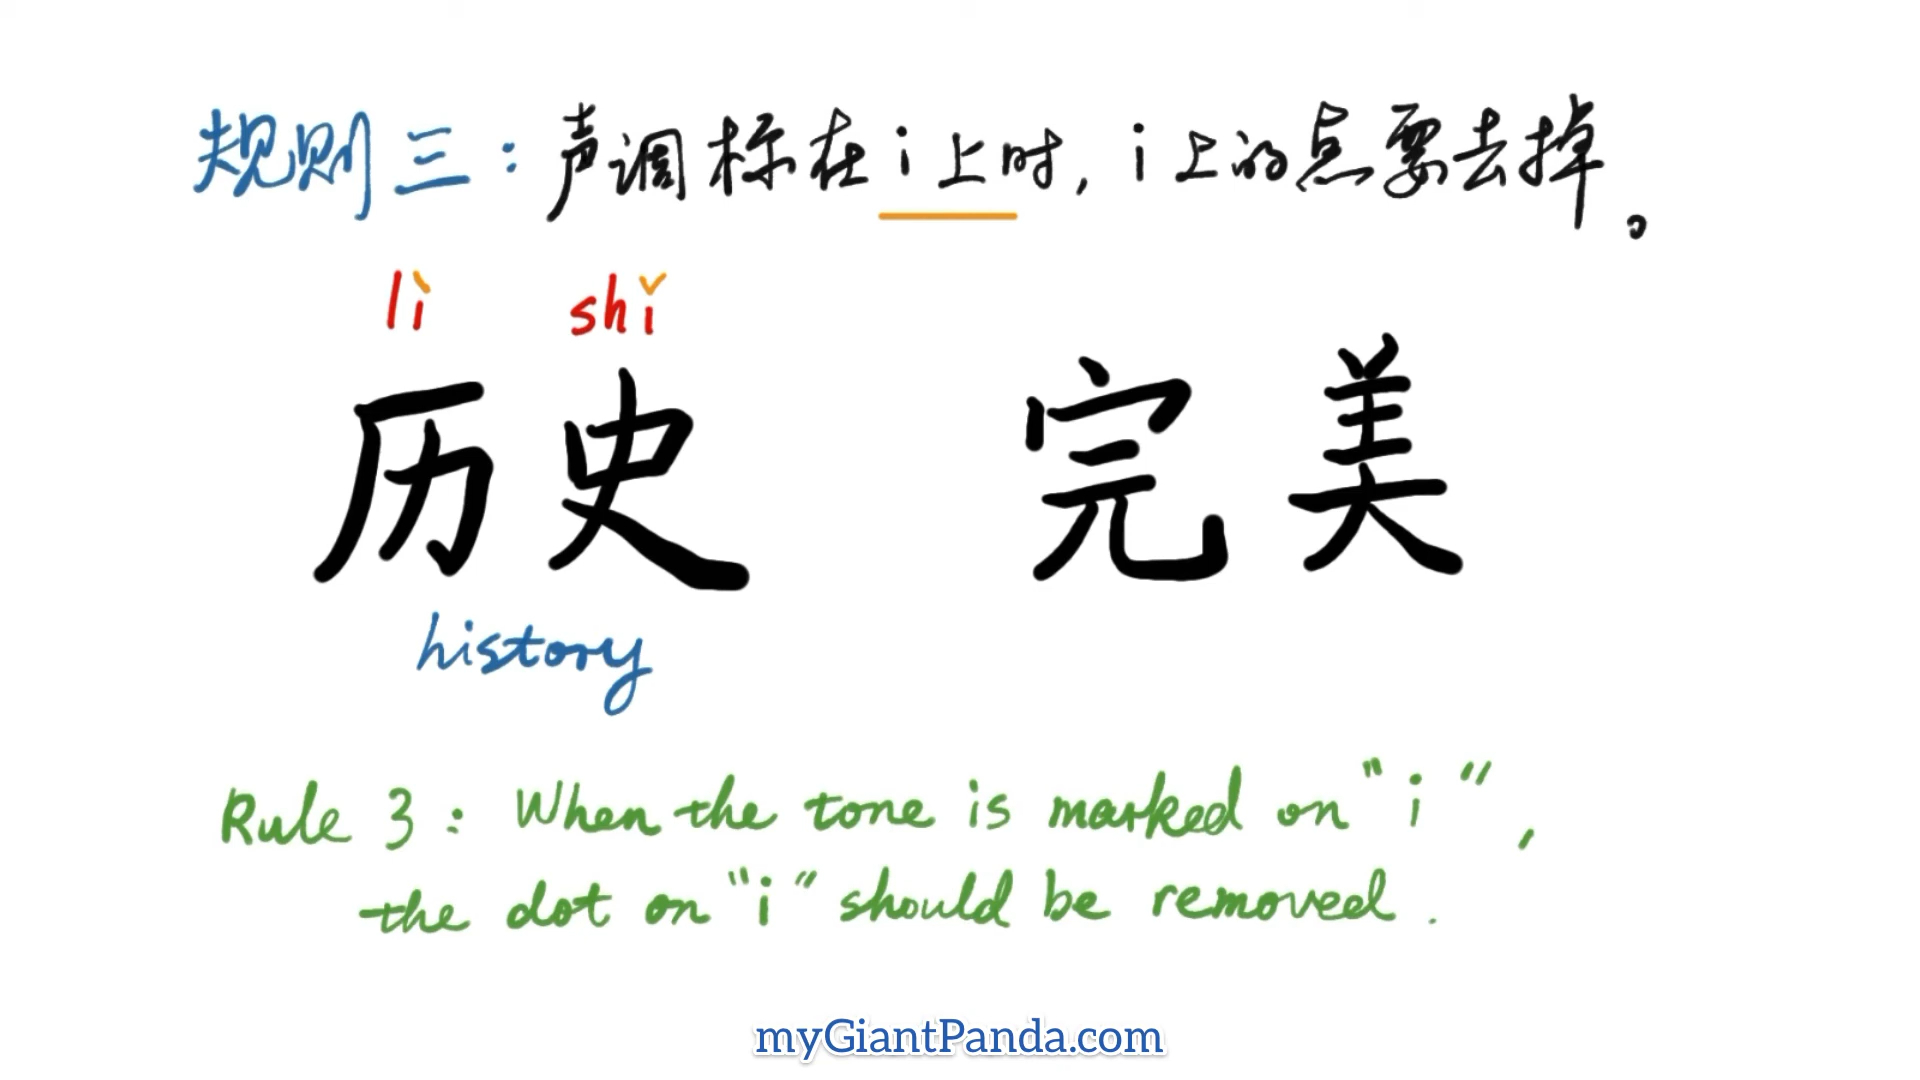 规则三：声调标在i上时，i上的点要去掉。
lì shǐ
历史 完美
history
Rule 3: When the tone is marked on "i",
the dot on "i" should be removed.
myGiantPanda.com